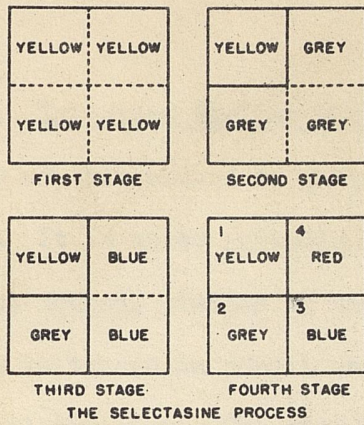 YELLOW YELLOW
YELLOW YELLOW
FIRST STAGE
YELLOW GREY
GREY GREY
SECOND STAGE
YELLOW BLUE
GREY BLUE
THIRD STAGE
1 4
YELLOW RED
2 3
GREY BLUE
FOURTH STAGE
THE SELECTASINE PROCESS